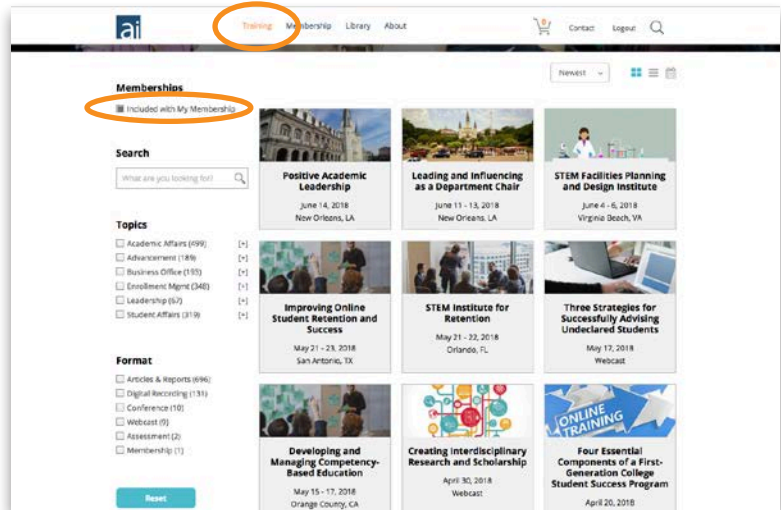 ai
Training Membership Library About
0
Contact Logout
Newest
Memberships
Included with My Membership
Search
What are you looking for?
Topics
Academic Affairs (499) [+]
Advancement (189) [+]
Business Office (193) [+]
Enrollment Mgmt (348) [+]
Leadership (67) [+]
Student Affairs (319) [+]
Format
Articles & Reports (696)
Digital Recording (131)
Conference (10)
Webcast (9)
Assessment (2)
Membership (1)
Reset
Positive Academic
Leadership
June 14, 2018
New Orleans, LA
Leading and Influencing
as a Department Chair
June 11 - 13, 2018
New Orleans, LA
STEM Facilities Planning
and Design Institute
June 4 - 6, 2018
Virginia Beach, VA
Improving Online
Student Retention and
Success
May 21 - 23, 2018
San Antonio, TX
STEM Institute for
Retention
May 21 - 22, 2018
Orlando, FL
Three Strategies for
Successfully Advising
Undeclared Students
May 17, 2018
Webcast
Developing and
Managing Competency-
Based Education
May 15 - 17, 2018
Orange County, CA
Creating Interdisciplinary
Research and Scholarship
April 30, 2018
Webcast
ONLINE
TRAINING
Four Essential
Components of a First-
Generation College
Student Success Program
April 20, 2018